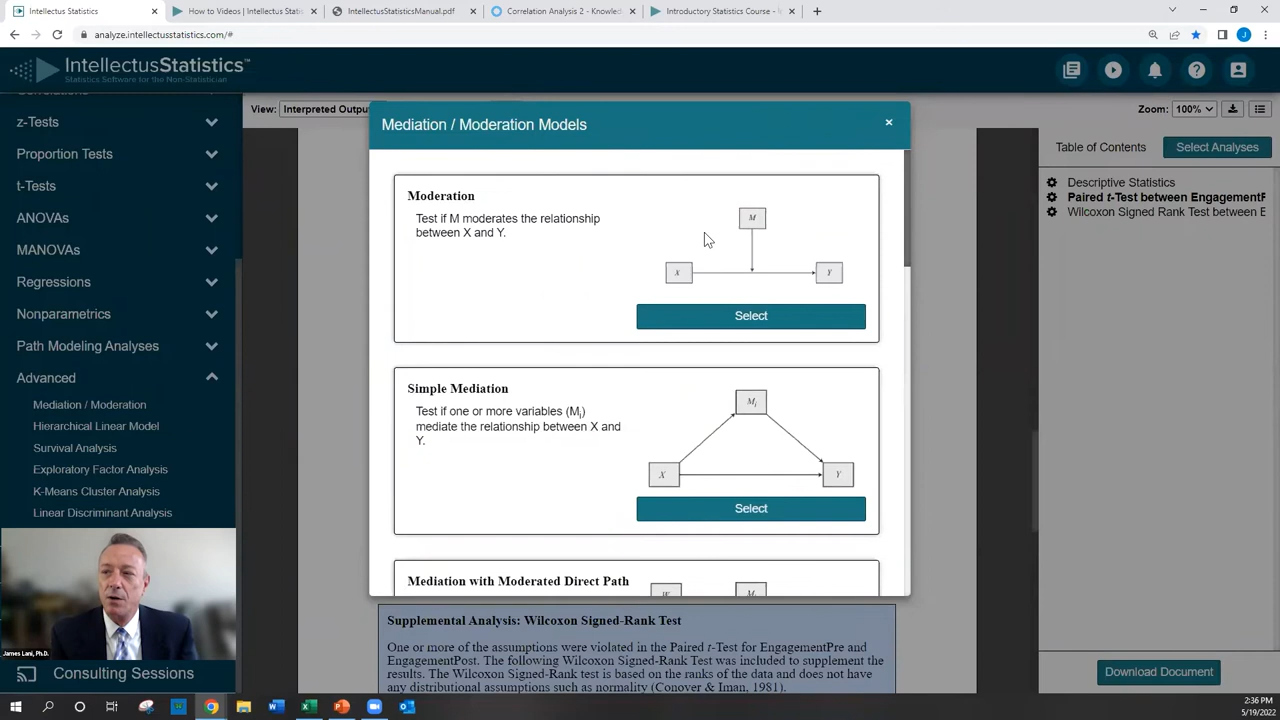 Intellectus Statistics
How to Videos | Intellectus Stati
IntellectusStatisticsManual.pdf
Correlation Analysis 2 - Knowled
Introductory Statistics Course - I
analyze.intellectusstatistics.com/#
IntellectusStatistics™
Statistics Software for the Non-Statistician
z-Tests
Proportion Tests
t-Tests
ANOVAs
MANOVAs
Regressions
Nonparametrics
Path Modeling Analyses
Advanced
Mediation / Moderation
Hierarchical Linear Model
Survival Analysis
Exploratory Factor Analysis
K-Means Cluster Analysis
Linear Discriminant Analysis
James Lani, Ph.D.
Consulting Sessions
View: Interpreted Output
Zoom: 100%
Mediation / Moderation Models
Moderation
Test if M moderates the relationship
between X and Y.
M
X
Y
Select
Simple Mediation
Test if one or more variables (Mi)
mediate the relationship between X and
Y.
Mi
X
Y
Select
Mediation with Moderated Direct Path
Supplemental Analysis: Wilcoxon Signed-Rank Test
One or more of the assumptions were violated in the Paired t-Test for EngagementPre and
EngagementPost. The following Wilcoxon Signed-Rank Test was included to supplement the
results. The Wilcoxon Signed-Rank test is based on the ranks of the data and does not have
any distributional assumptions such as normality (Conover & Iman, 1981).
Table of Contents
Select Analyses
Descriptive Statistics
Paired t-Test between EngagementP
Wilcoxon Signed Rank Test between E
Download Document
2:36 PM
5/19/2022